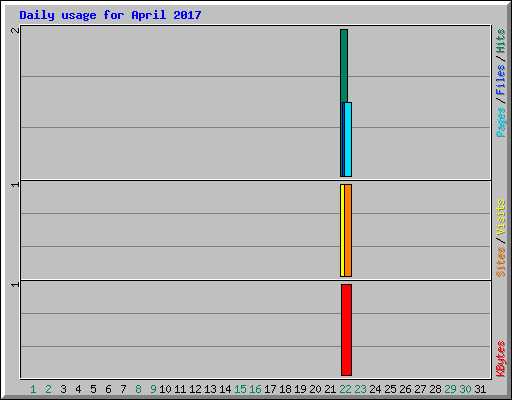 Daily usage for April 2017
2
1
1
Pages/Files/Hits
Sites/Visits
KBytes
1 2 3 4 5 6 7 8 9 10 11 12 13 14 15 16 17 18 19 20 21 22 23 24 25 26 27 28 29 30 31